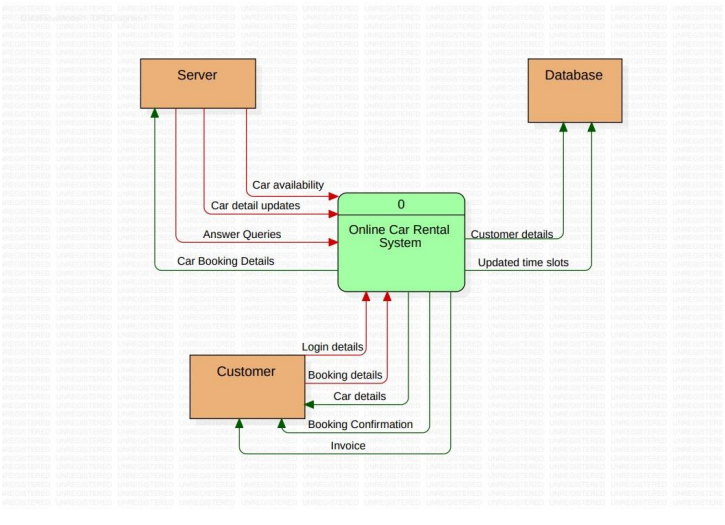 Server
Database
Car availability
0
Car detail updates
Online Car Rental
System
Answer Queries
Customer details
Car Booking Details
Updated time slots
Login details
Customer
Booking details
Car details
Booking Confirmation
Invoice